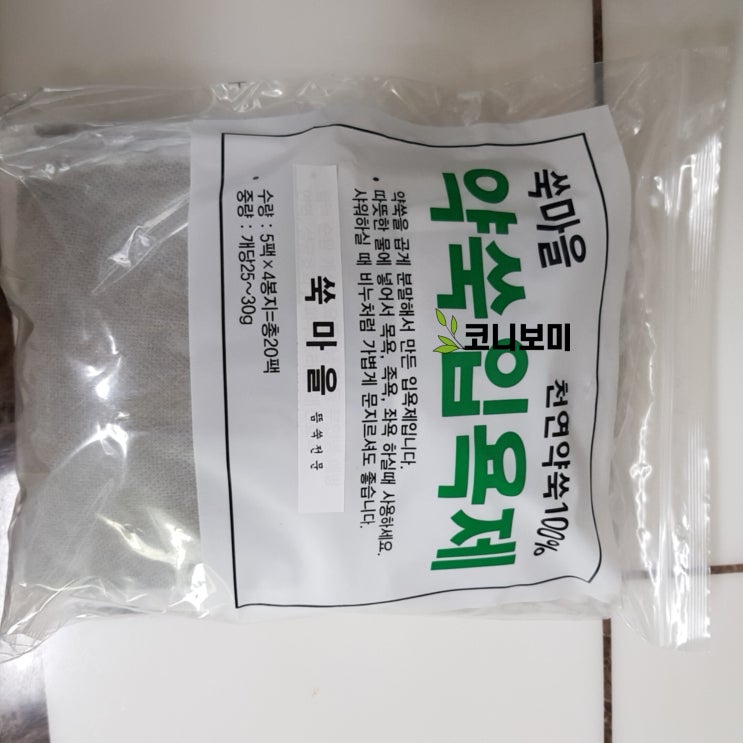 쑥마을
천연약쑥100%
약쑥입욕제
코니보미
약쑥을 곱게 분말해서 만든 입욕제입니다.
• 따뜻한 물에 넣어서 목욕, 족욕, 좌욕 하실때 사용하세요.
샤워하실 때 비누처럼 가볍게 문지르셔도 좋습니다.
쑥마을
뜸쑥전문
• 수량 : 5팩×4봉지=총20팩
중량 : 개당25~30g